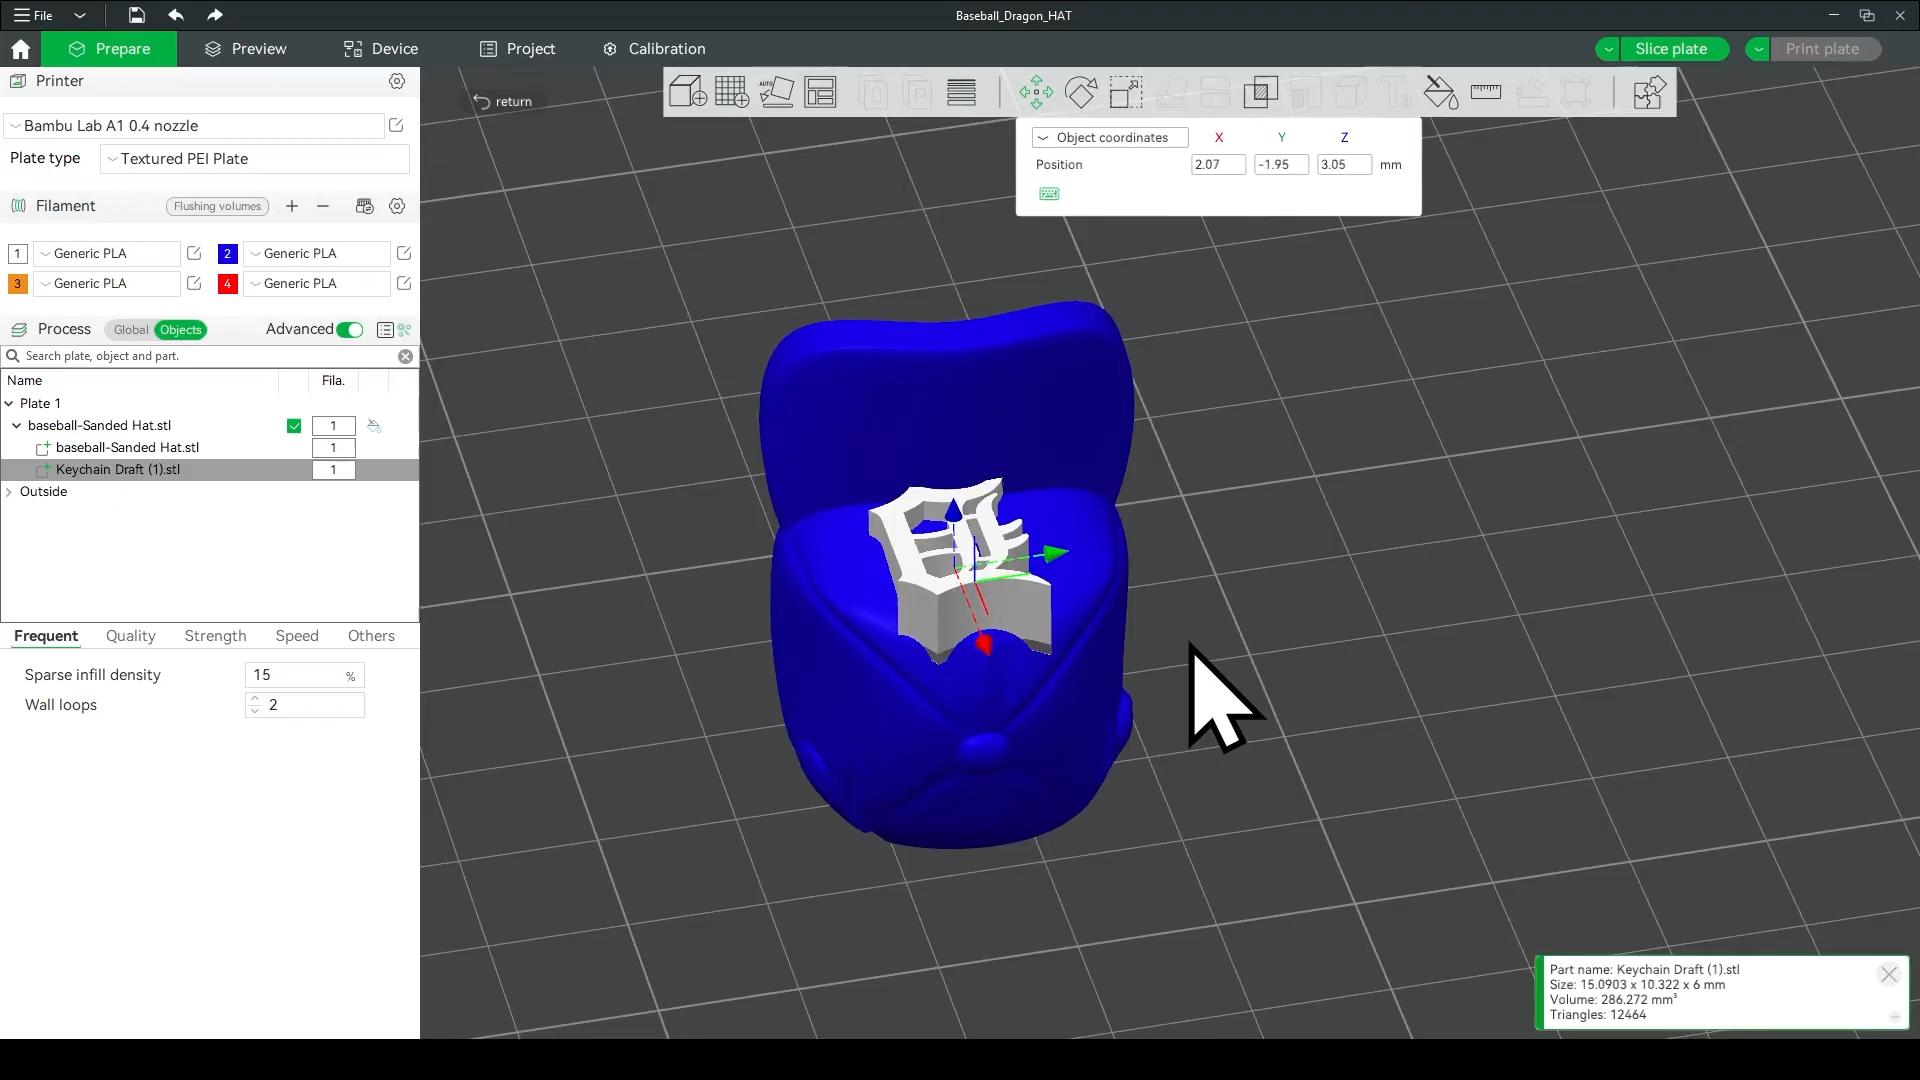 File
Baseball_Dragon_HAT
Prepare
Preview
Device
Project
Calibration
Slice plate
Print plate
Printer
return
Object coordinates X Y Z
Position 2.07 -1.95 3.05 mm
Bambu Lab A1 0.4 nozzle
Plate type Textured PEI Plate
Filament Flushing volumes
1 Generic PLA 2 Generic PLA
3 Generic PLA 4 Generic PLA
Process Global Objects Advanced
Search plate, object and part.
Name Fila.
Plate 1
baseball-Sanded Hat.stl 1
baseball-Sanded Hat.stl 1
Keychain Draft (1).stl 1
Outside
Frequent Quality Strength Speed Others
Sparse infill density 15 %
Wall loops 2
Part name: Keychain Draft (1).stl
Size: 15.0903 x 10.322 x 6 mm
Volume: 286.272 mm³
Triangles: 12464